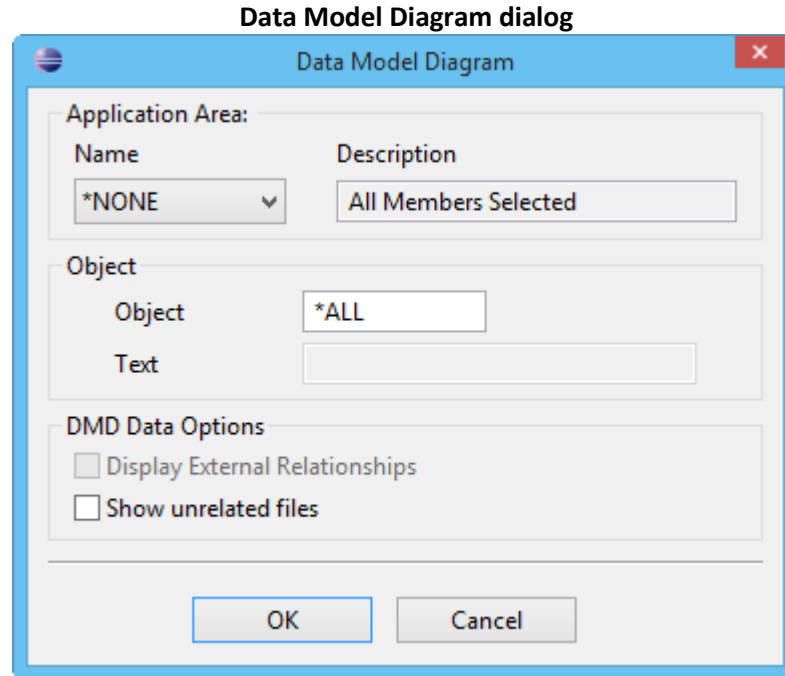 Data Model Diagram dialog
Data Model Diagram
Application Area:
Name Description
*NONE All Members Selected
Object
Object *ALL
Text
DMD Data Options
Display External Relationships
Show unrelated files
OK Cancel